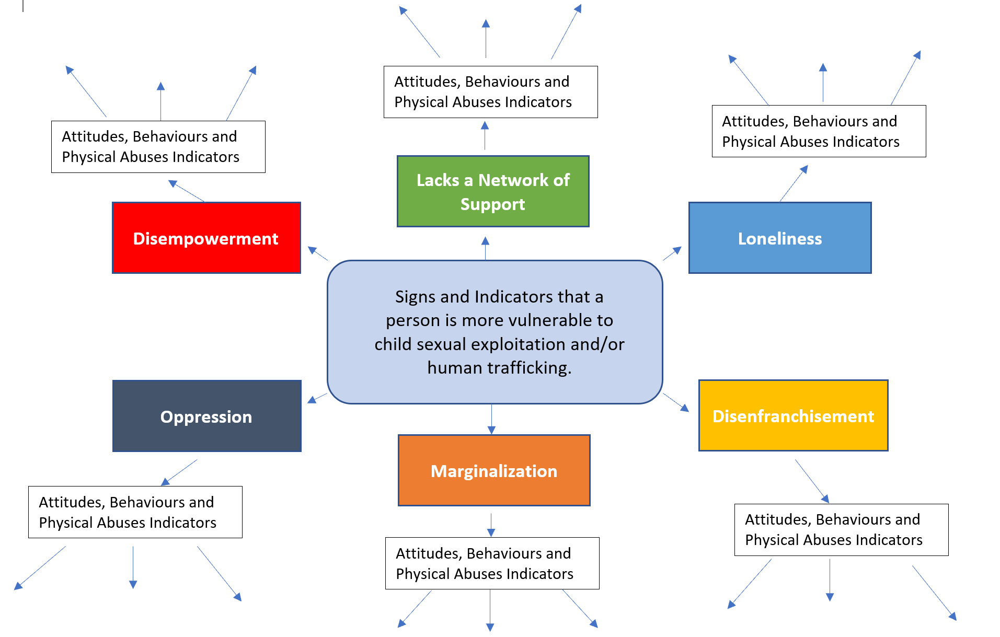 Attitudes, Behaviours and
Physical Abuses Indicators
Attitudes, Behaviours and
Physical Abuses Indicators
Attitudes, Behaviours and
Physical Abuses Indicators
Disempowerment
Lacks a Network of
Support
Loneliness
Signs and Indicators that a
person is more vulnerable to
child sexual exploitation and/or
human trafficking.
Oppression
Marginalization
Disenfranchisement
Attitudes, Behaviours and
Physical Abuses Indicators
Attitudes, Behaviours and
Physical Abuses Indicators
Attitudes, Behaviours and
Physical Abuses Indicators